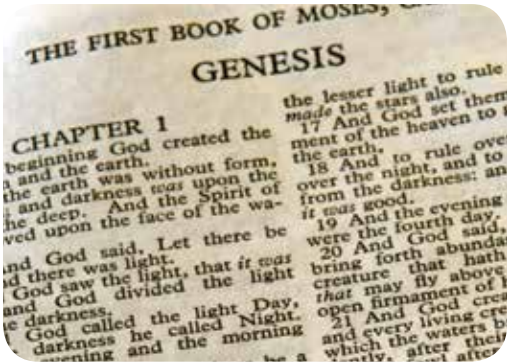 THE FIRST BOOK OF MOSES,
GENESIS
CHAPTER 1
beginning God created the
and the earth.
the earth was without form,
and darkness was upon the
he deep. And the Spirit of
ved upon the face of the wa-
nd God said, Let there be
d there was light.
God saw the light, that it was
and God divided the light
e darkness.
God called the light Day,
darkness he called Night.
evening and the morning
be a
the lesser light to rule
made the stars also.
17 And God set them
ment of the heaven to
the earth,
18 And to rule over
over the night, and to
from the darkness: an
it was good.
19 And the evening
were the fourth day.
20 And God said,
bring forth abunda
creature that hath
that may fly above
open firmament of
21 And God crea
and every living cre
which the waters b
after their
after